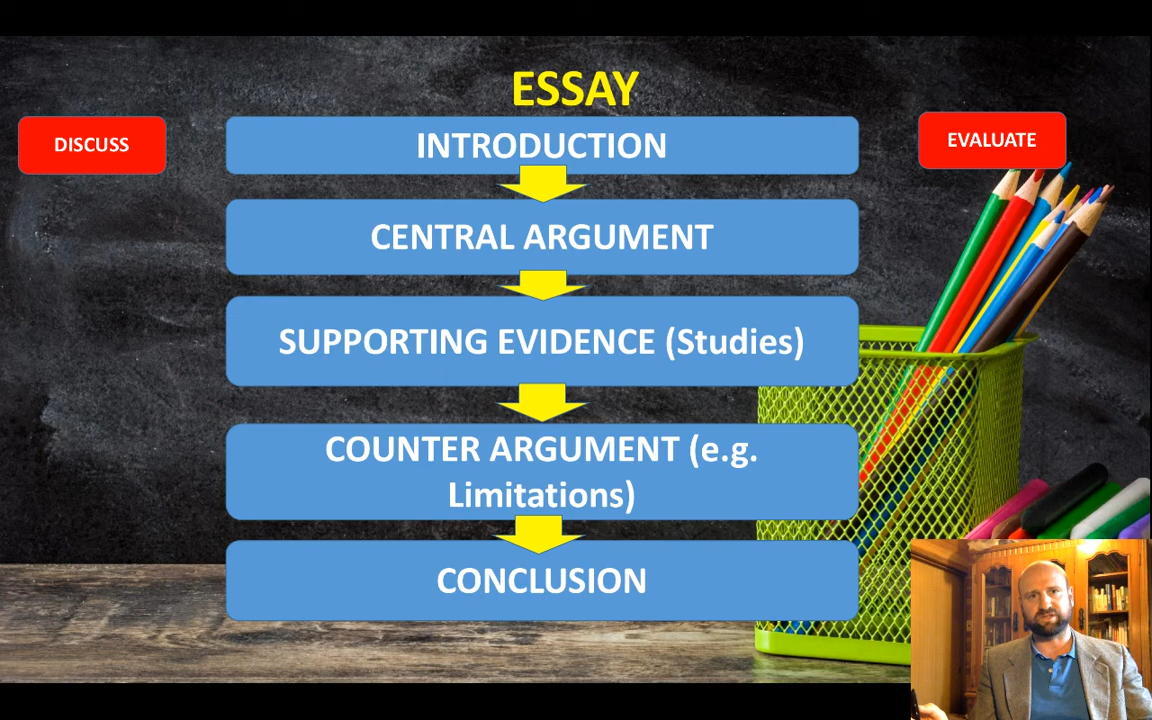 ESSAY
DISCUSS
INTRODUCTION
EVALUATE
CENTRAL ARGUMENT
SUPPORTING EVIDENCE (Studies)
COUNTER ARGUMENT (e.g.
Limitations)
CONCLUSION